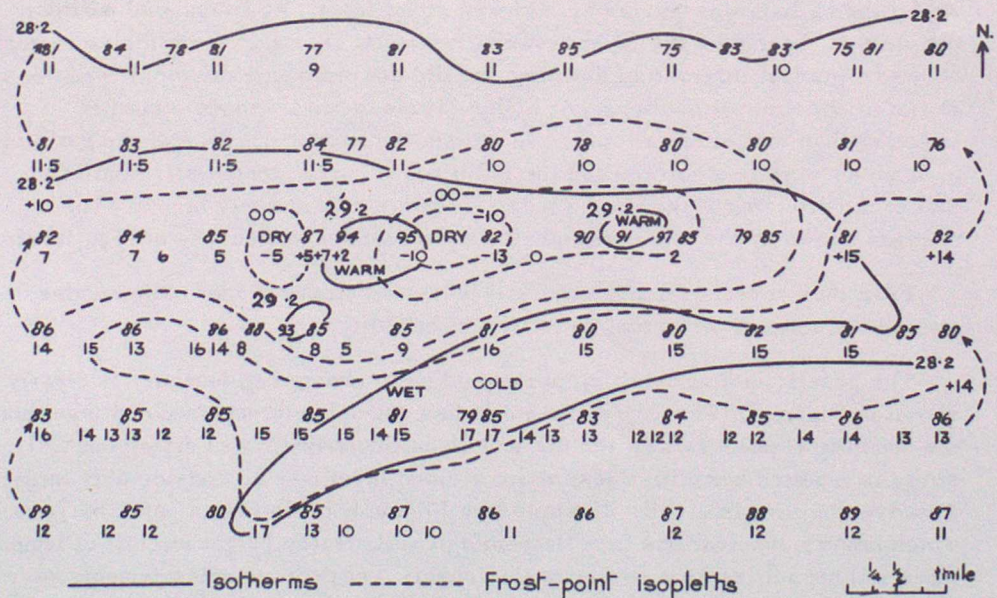 28·2 28·2 N.
81 84 78 81 77 81 83 85 75 83 83 75 81 80
11 11 11 9 11 11 11 11 10 11 11
81 83 82 84 77 82 80 78 80 80 81 76
11.5 11.5 11.5 11.5 11 10 10 10 10 10 10
28·2
+10
00 29·2 00 -10 29·2
DRY WARM
82 84 85 87 94 1 95 DRY 82 90 91 97 85 79 85 81 82
7 7 6 5 -5 +5 +7 +2 -10 -13 0 2 +15 +14
WARM
29·2
86 86 86 88 93 85 85 81 80 80 82 81 85 80
14 15 13 16 14 8 8 5 9 16 15 15 15 15
28·2
WET COLD
+14
83 85 85 85 81 79 85 83 84 85 86 86
16 14 13 13 12 12 15 15 15 14 15 17 17 14 13 13 12 12 12 12 12 14 14 13 13
89 85 80 85 87 86 86 87 88 89 87
12 12 12 17 13 10 10 10 11 12 12 12 11
Isotherms Frost-point isopleths
¼ ½ 1 mile